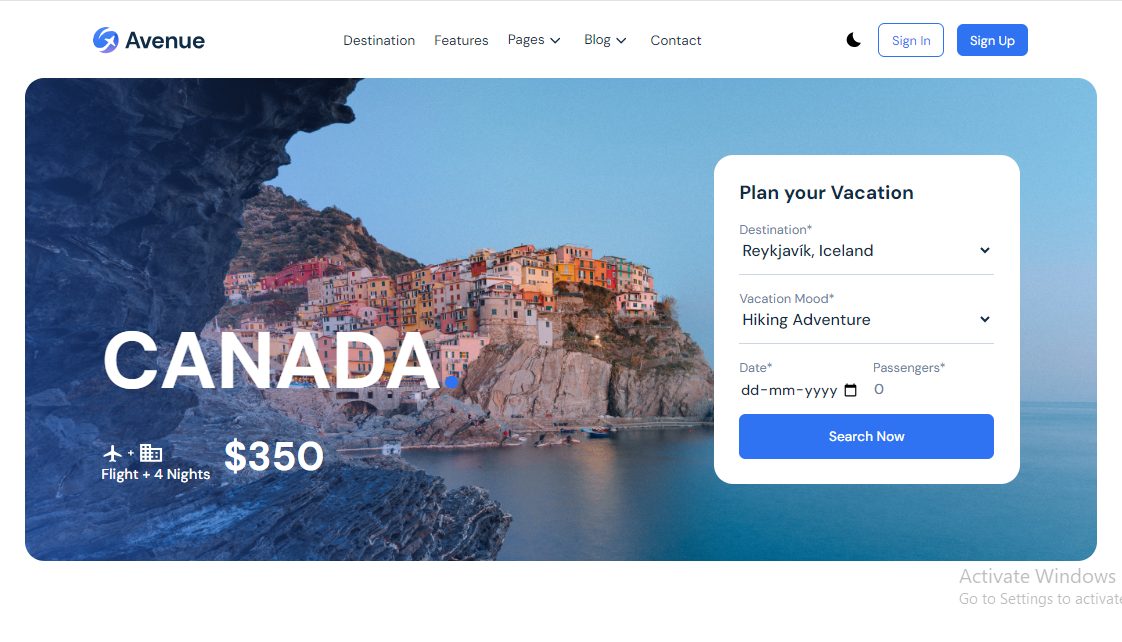 Avenue
Destination Features Pages Blog Contact
Sign In Sign Up
Plan your Vacation
Destination*
Reykjavík, Iceland
Vacation Mood*
Hiking Adventure
Date* Passengers*
dd-mm-yyyy 0
Search Now
CANADA.
+
Flight + 4 Nights
$350
Activate Windows
Go to Settings to activate